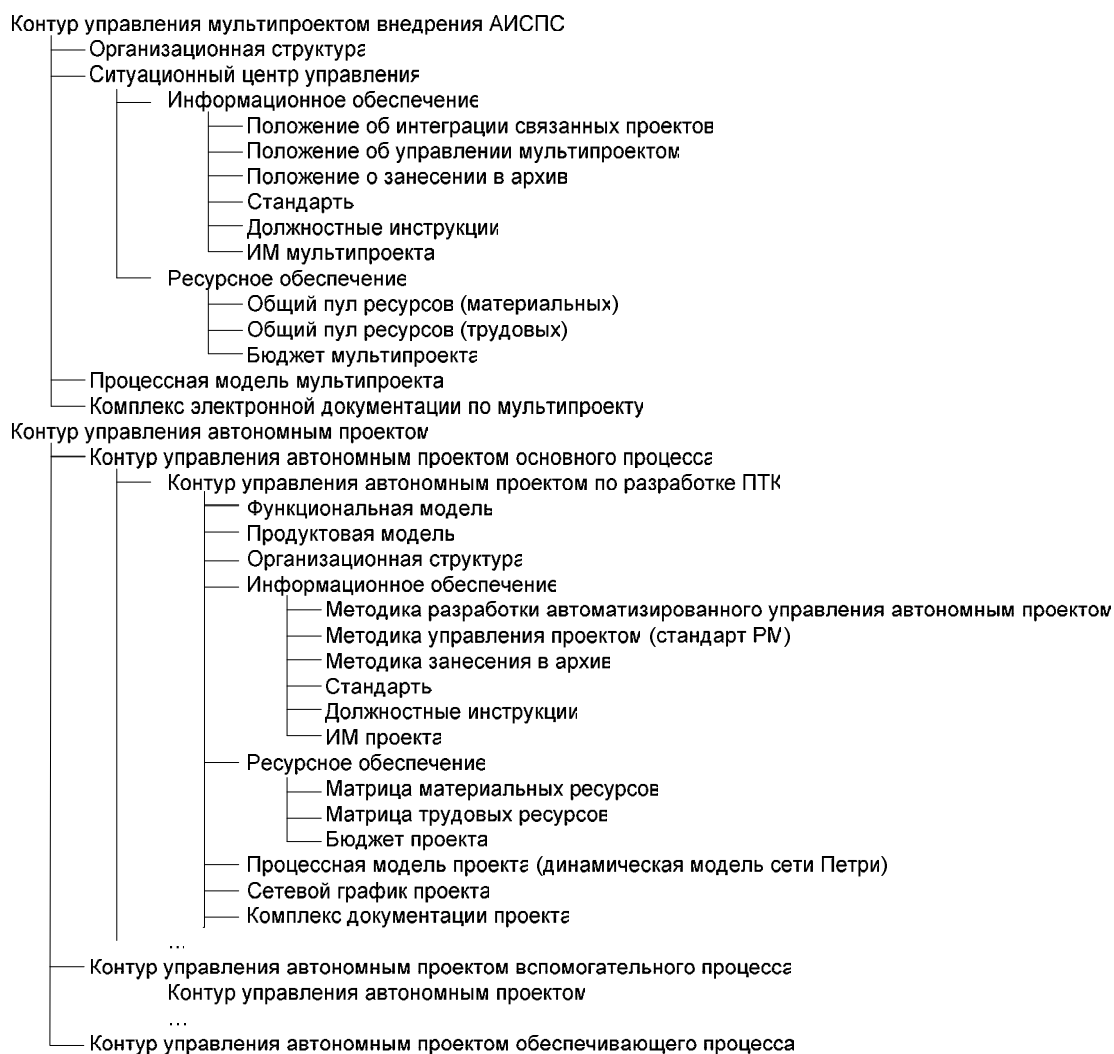 Контур управления мультипроектом внедрения АИСПС
Организационная структура
Ситуационный центр управления
Информационное обеспечение
Положение об интеграции связанных проектов
Положение об управлении мультипроектом
Положение о занесении в архив
Стандарты
Должностные инструкции
ИМ мультипроекта
Ресурсное обеспечение
Общий пул ресурсов (материальных)
Общий пул ресурсов (трудовых)
Бюджет мультипроекта
Процессная модель мультипроекта
Комплекс электронной документации по мультипроекту
Контур управления автономным проектом
Контур управления автономным проектом основного процесса
Контур управления автономным проектом по разработке ПТК
Функциональная модель
Продуктовая модель
Организационная структура
Информационное обеспечение
Методика разработки автоматизированного управления автономным проектом
Методика управления проектом (стандарт PM)
Методика занесения в архив
Стандарты
Должностные инструкции
ИМ проекта
Ресурсное обеспечение
Матрица материальных ресурсов
Матрица трудовых ресурсов
Бюджет проекта
Процессная модель проекта (динамическая модель сети Петри)
Сетевой график проекта
Комплекс документации проекта
...
Контур управления автономным проектом вспомогательного процесса
Контур управления автономным проектом
...
Контур управления автономным проектом обеспечивающего процесса